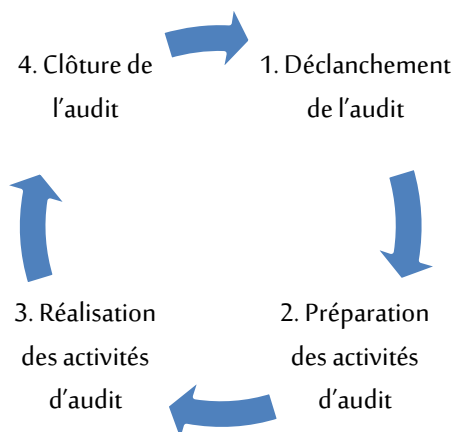 1. Déclanchement
de l'audit
2. Préparation
des activités
d'audit
3. Réalisation
des activités
d'audit
4. Clôture de
l'audit